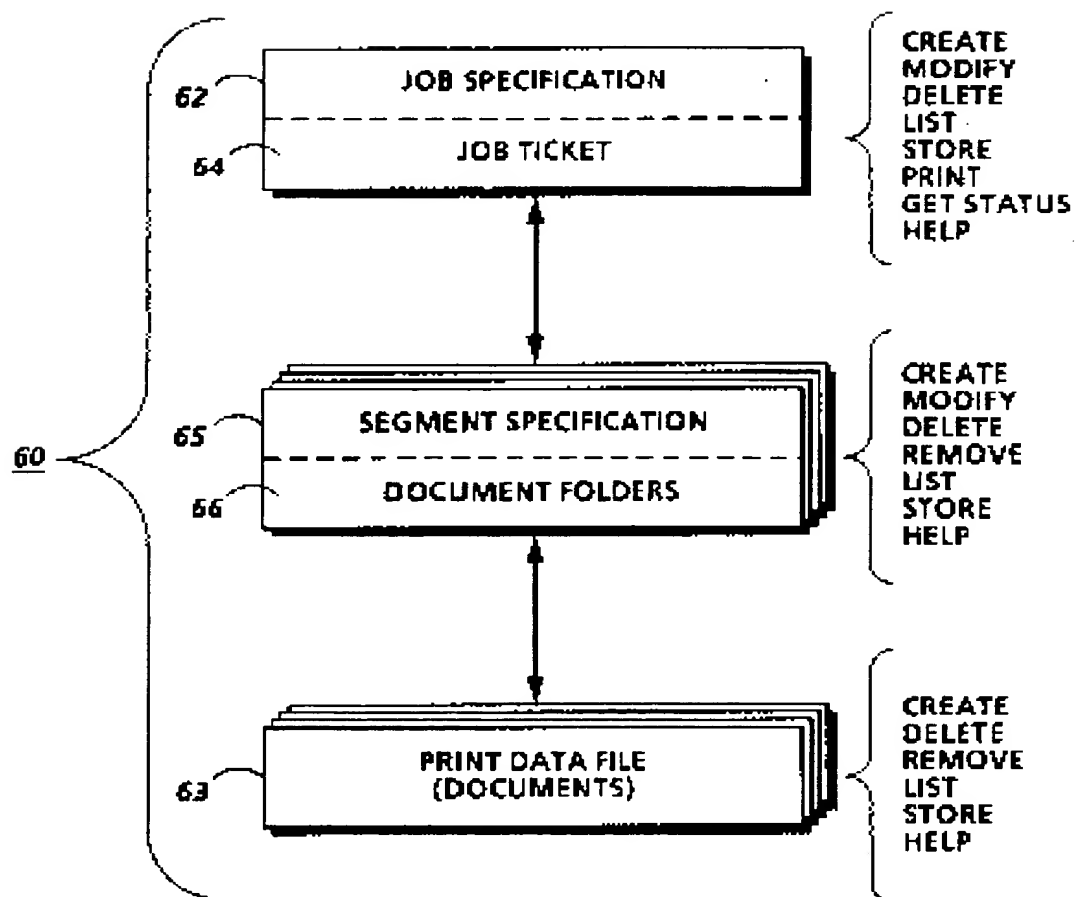 62
JOB SPECIFICATION
64
JOB TICKET
CREATE
MODIFY
DELETE
LIST
STORE
PRINT
GET STATUS
HELP
60
65
SEGMENT SPECIFICATION
66
DOCUMENT FOLDERS
CREATE
MODIFY
DELETE
REMOVE
LIST
STORE
HELP
63
PRINT DATA FILE
(DOCUMENTS)
CREATE
DELETE
REMOVE
LIST
STORE
HELP